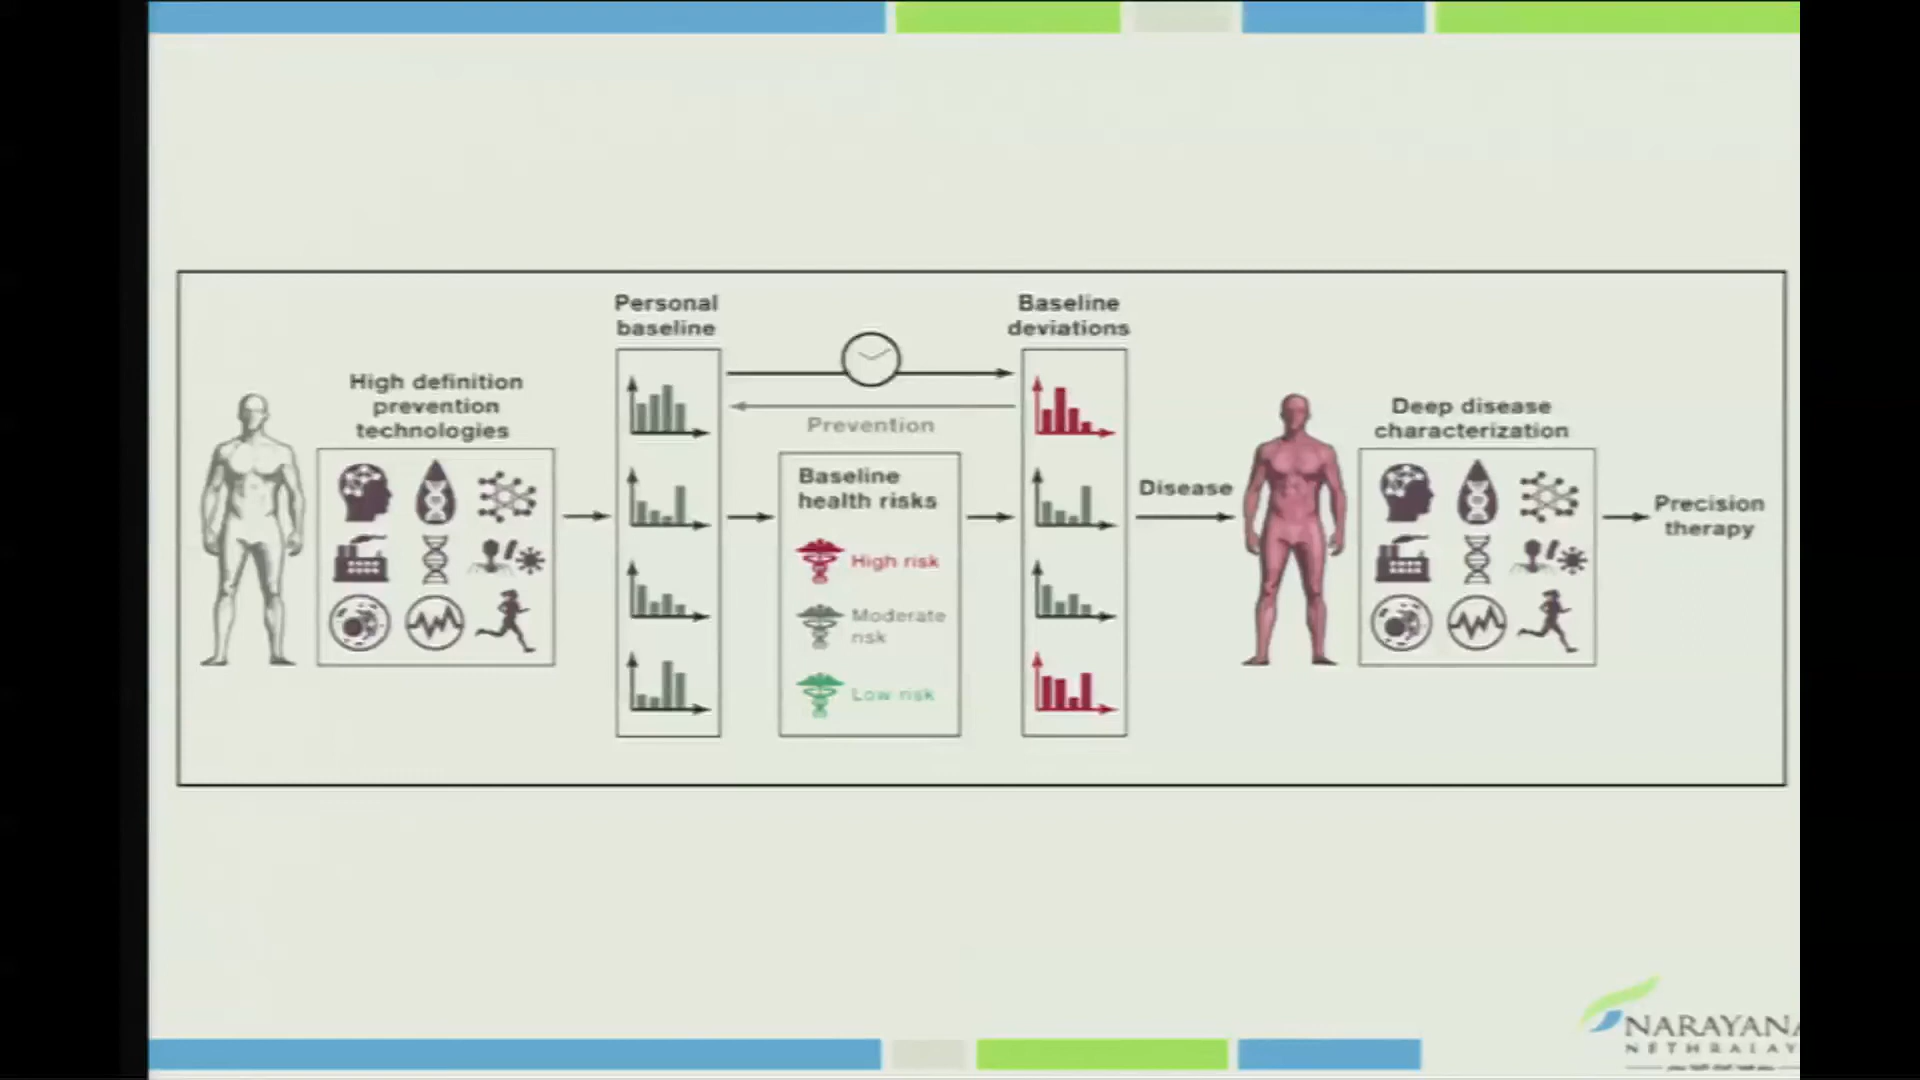 High definition
prevention
technologies
Personal
baseline
Prevention
Baseline
health risks
High risk
Moderate
risk
Low risk
Baseline
deviations
Disease
Deep disease
characterization
Precision
therapy
NARAYANA
NETHRALAY